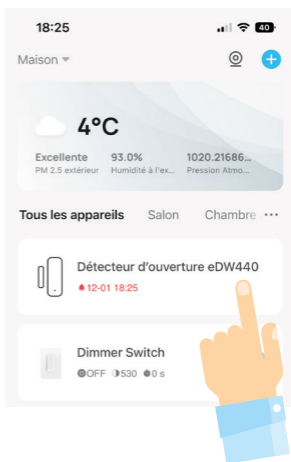 18:25 40
Maison
4°C
Excellente 93.0% 1020.21686...
PM 2.5 extérieur Humidité à l'ex... Pression Atmo...
Tous les appareils Salon Chambre ...
Détecteur d'ouverture eDW440
12-01 18:25
Dimmer Switch
OFF 530 0 s